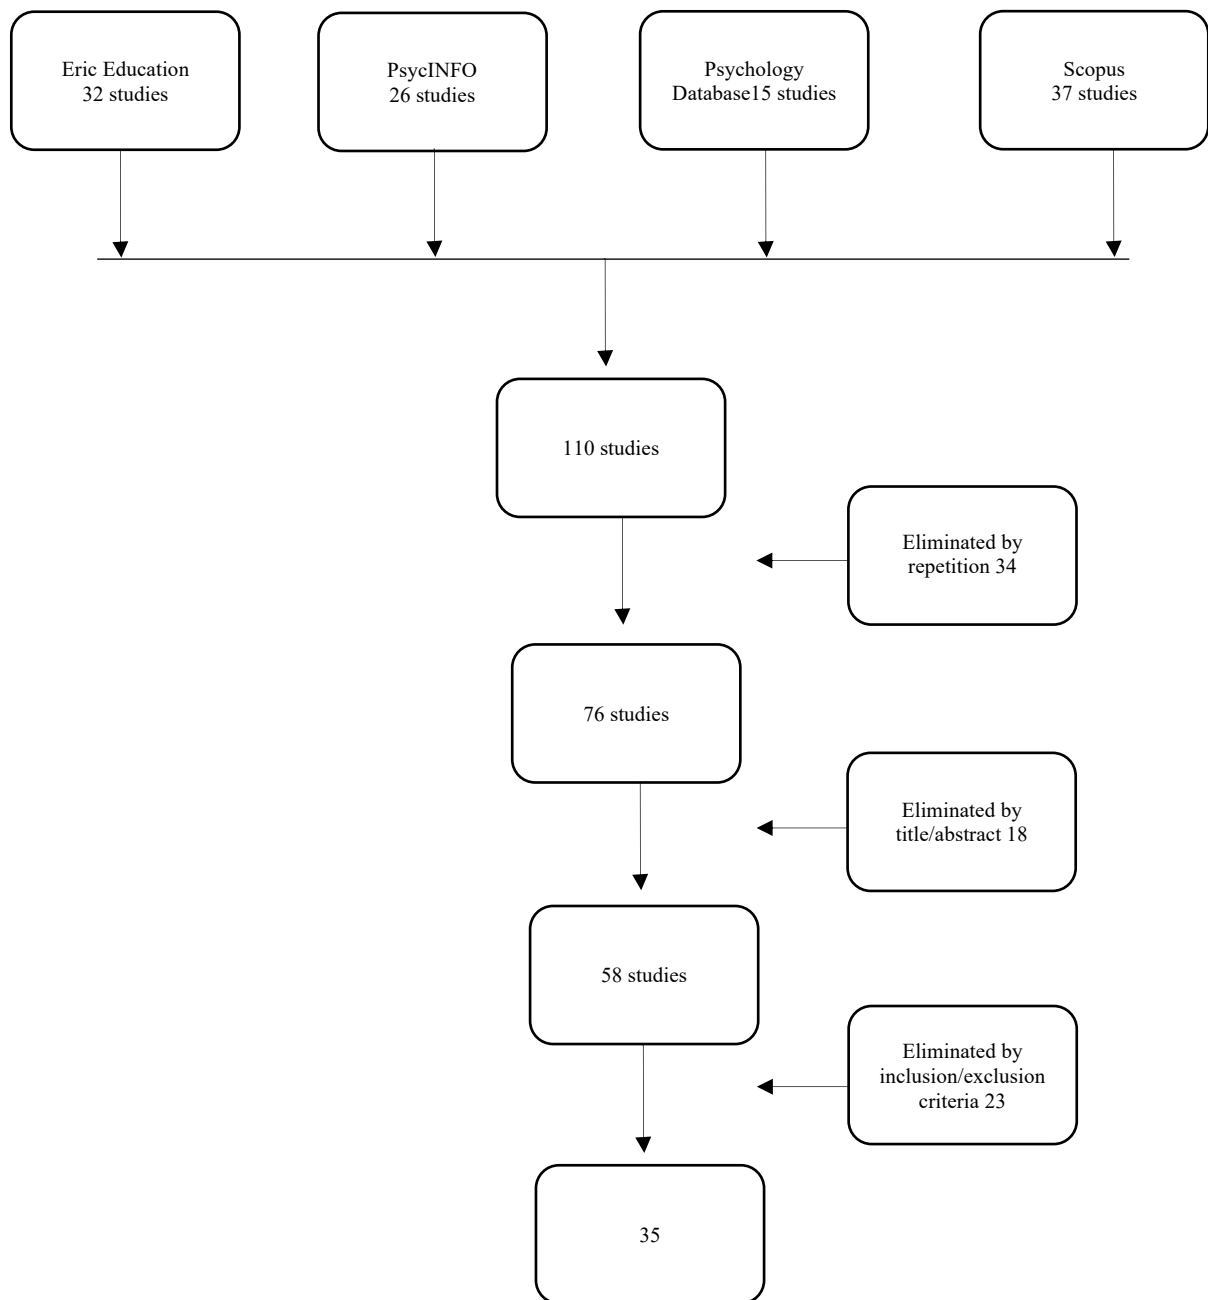 Eric Education
32 studies
PsycINFO
26 studies
Psychology
Database15 studies
Scopus
37 studies
110 studies
Eliminated by
repetition 34
76 studies
Eliminated by
title/abstract 18
58 studies
Eliminated by
inclusion/exclusion
criteria 23
35